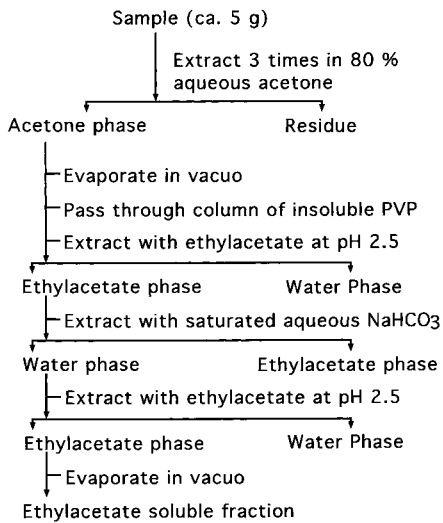 Sample (ca. 5 g)
Extract 3 times in 80 %
aqueous acetone
Acetone phase Residue
Evaporate in vacuo
Pass through column of insoluble PVP
Extract with ethylacetate at pH 2.5
Ethylacetate phase Water Phase
Extract with saturated aqueous NaHCO3
Water phase Ethylacetate phase
Extract with ethylacetate at pH 2.5
Ethylacetate phase Water Phase
Evaporate in vacuo
Ethylacetate soluble fraction